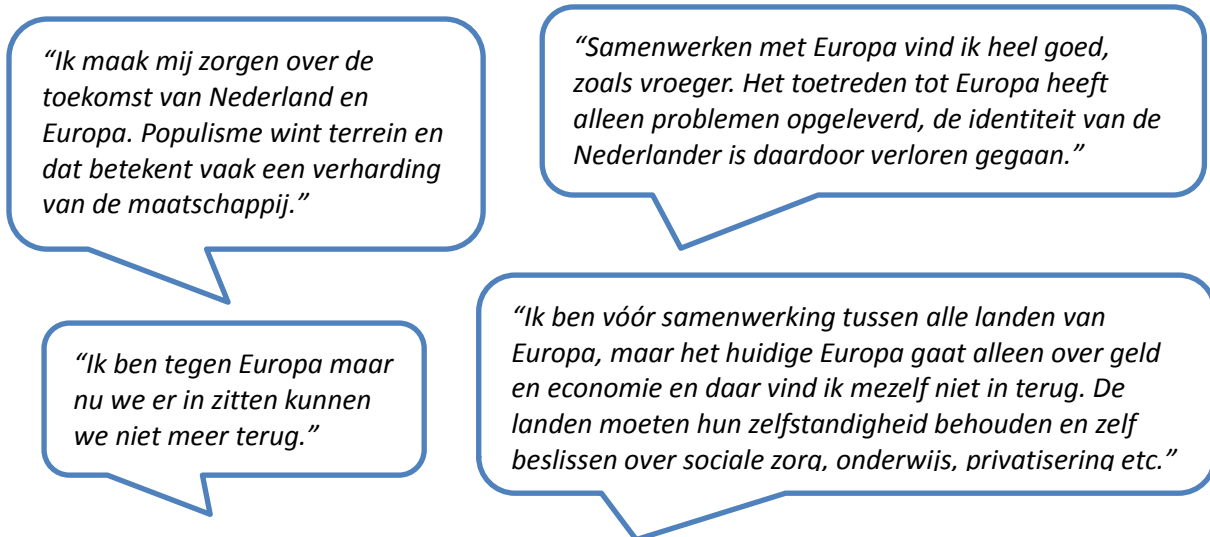 “Ik maak mij zorgen over de
toekomst van Nederland en
Europa. Populisme wint terrein en
dat betekent vaak een verharding
van de maatschappij.”
“Samenwerken met Europa vind ik heel goed,
zoals vroeger. Het toetreden tot Europa heeft
alleen problemen opgeleverd, de identiteit van de
Nederlander is daardoor verloren gegaan.”
“Ik ben tegen Europa maar
nu we er in zitten kunnen
we niet meer terug.”
“Ik ben vóór samenwerking tussen alle landen van
Europa, maar het huidige Europa gaat alleen over geld
en economie en daar vind ik mezelf niet in terug. De
landen moeten hun zelfstandigheid behouden en zelf
beslissen over sociale zorg, onderwijs, privatisering etc.”